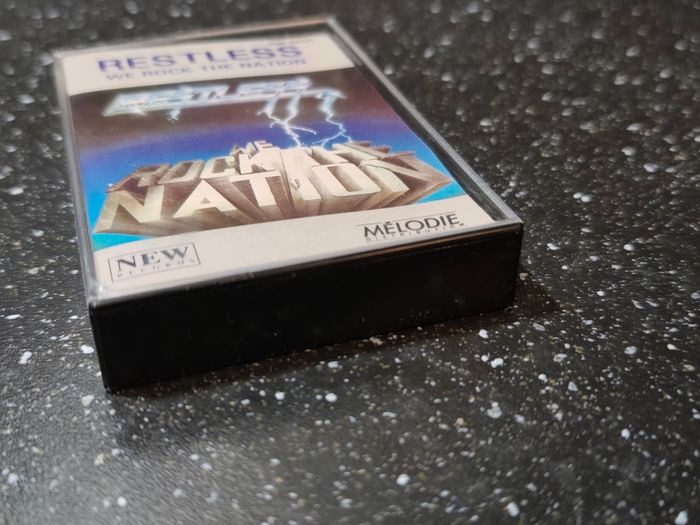 RESTLESS
WE ROCK THE NATION
RESTLESS
WE
ROCK THE
NATION
NEW
RECORDS
MÉLODIE
DISTRIBUTION